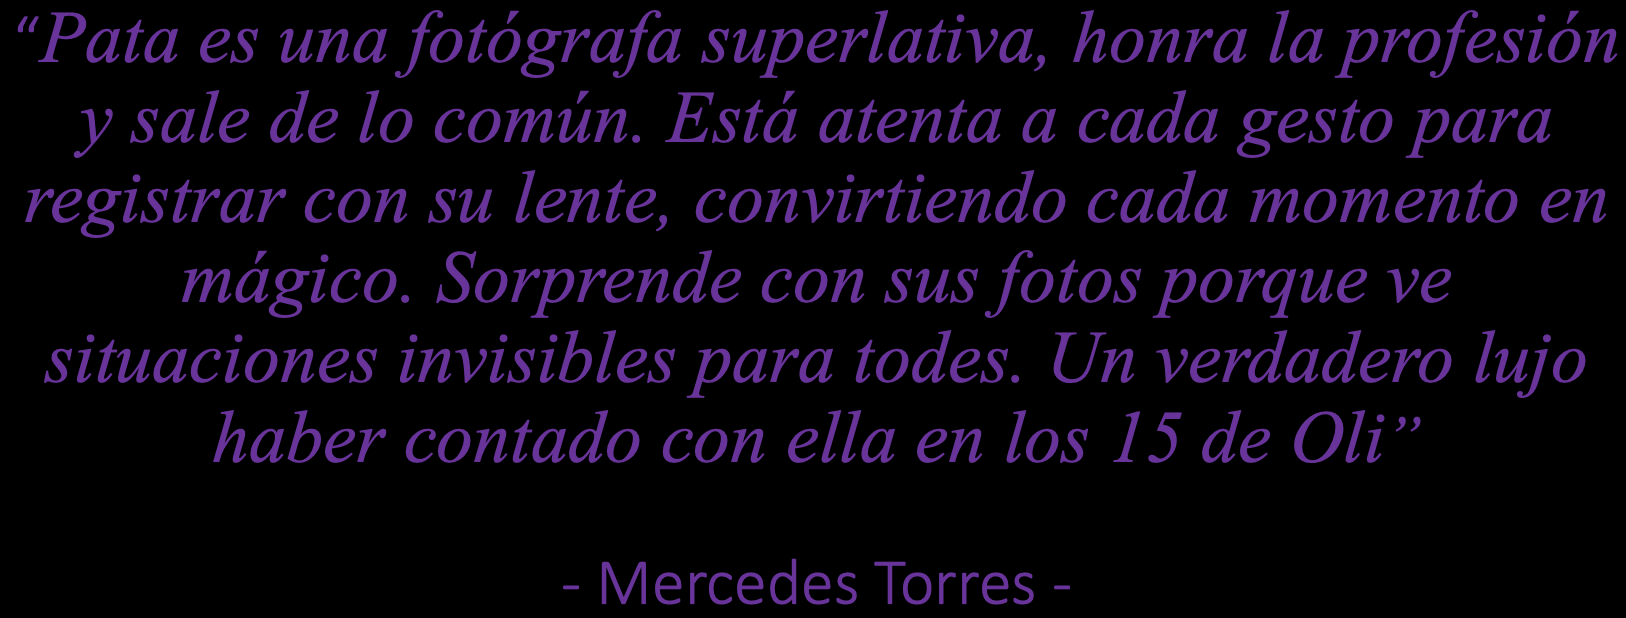 “Pata es una fotógrafa superlativa, honra la profesión
y sale de lo común. Está atenta a cada gesto para
registrar con su lente, convirtiendo cada momento en
mágico. Sorprende con sus fotos porque ve
situaciones invisibles para todes. Un verdadero lujo
haber contado con ella en los 15 de Oli”
- Mercedes Torres -